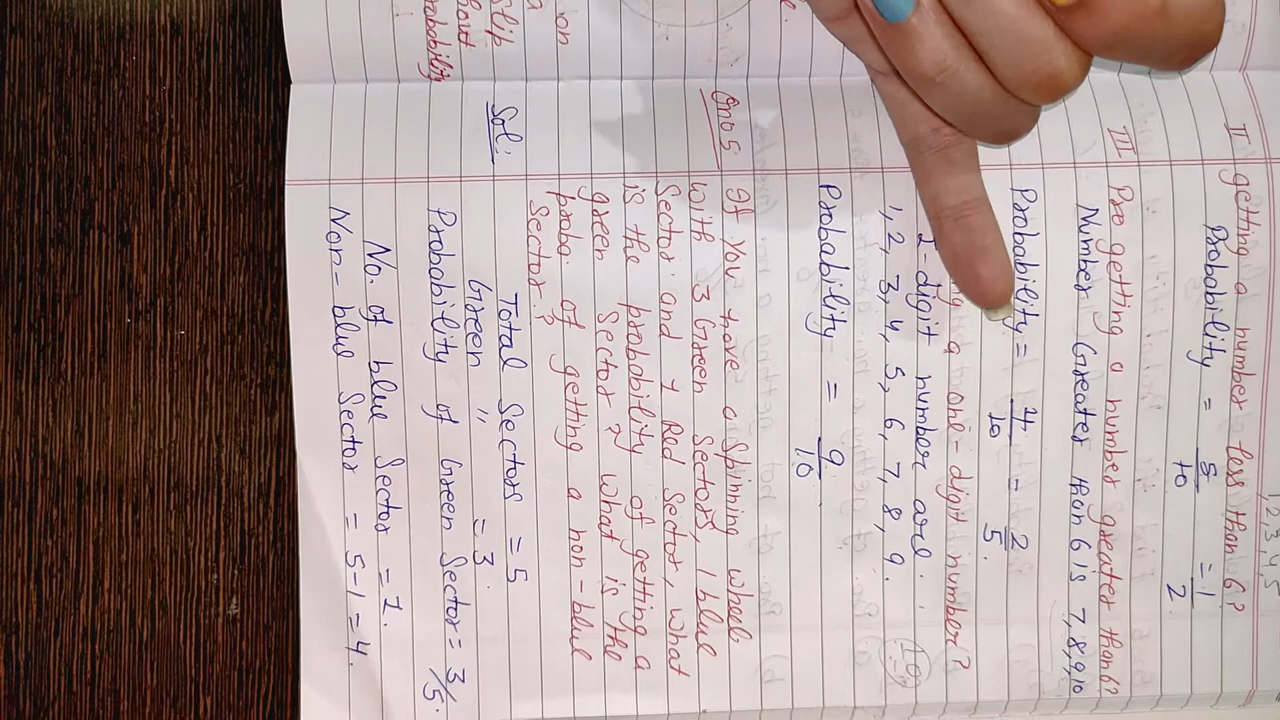 1,2,3,4,5
II getting a number less than 6?
Probability = 5/10 = 1/2
III Pro getting a number greater than 6?
Number Greater than 6 is 7,8,9,10
Probability = 4/10 = 2/5.
a one-digit number?
1-digit number are.
1, 2, 3, 4, 5, 6, 7, 8, 9.
Probability = 9/10.
Qno5 If You have a spinning wheel
with 3 Green Sectors, 1 blue
Sector and 1 Red Sector, what
is the probability of getting a
green Sector? what is the
proba. of getting a non-blue
Sector?
Sol: Total Sectors = 5
Green " = 3.
Probability of Green Sector = 3/5.
No. of blue Sector = 1.
Non-blue Sector = 5-1 = 4.
e.
on
a
slip
probability